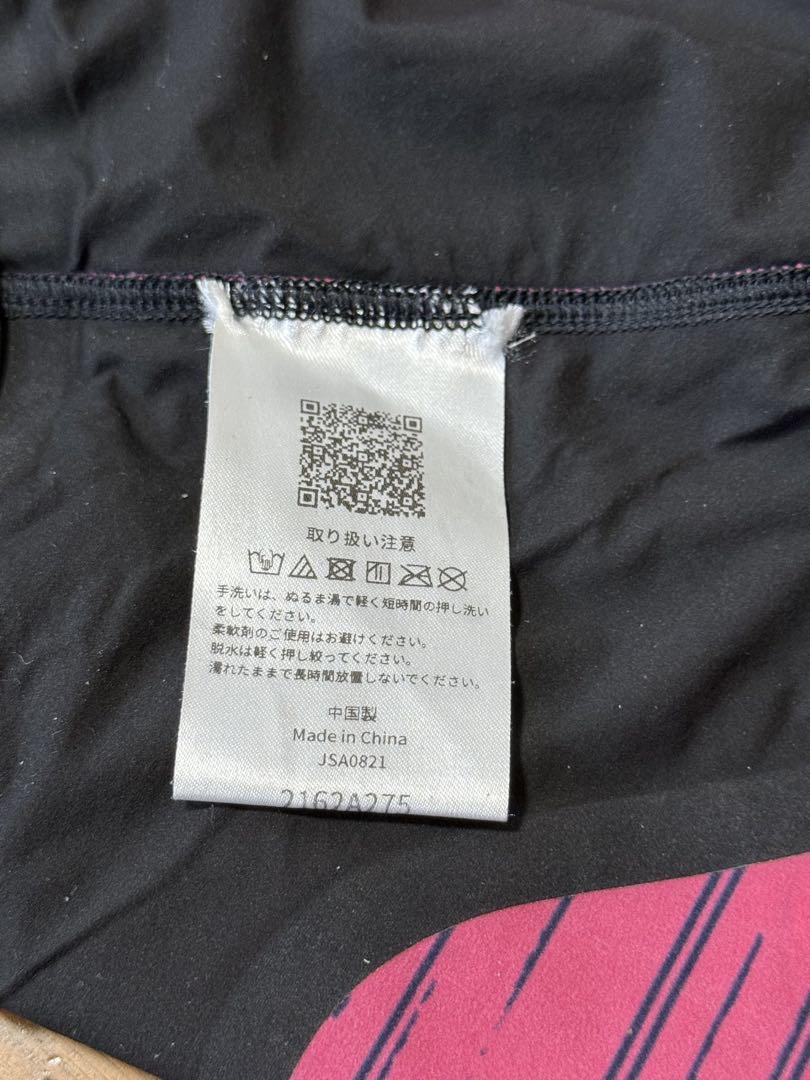 取り扱い注意
手洗いは、ぬるま湯で軽く短時間の押し洗い
をしてください。
柔軟剤のご使用はお避けください。
脱水は軽く押し絞ってください。
濡れたままで長時間放置しないでください。
中国製
Made in China
JSA0821
2162A275